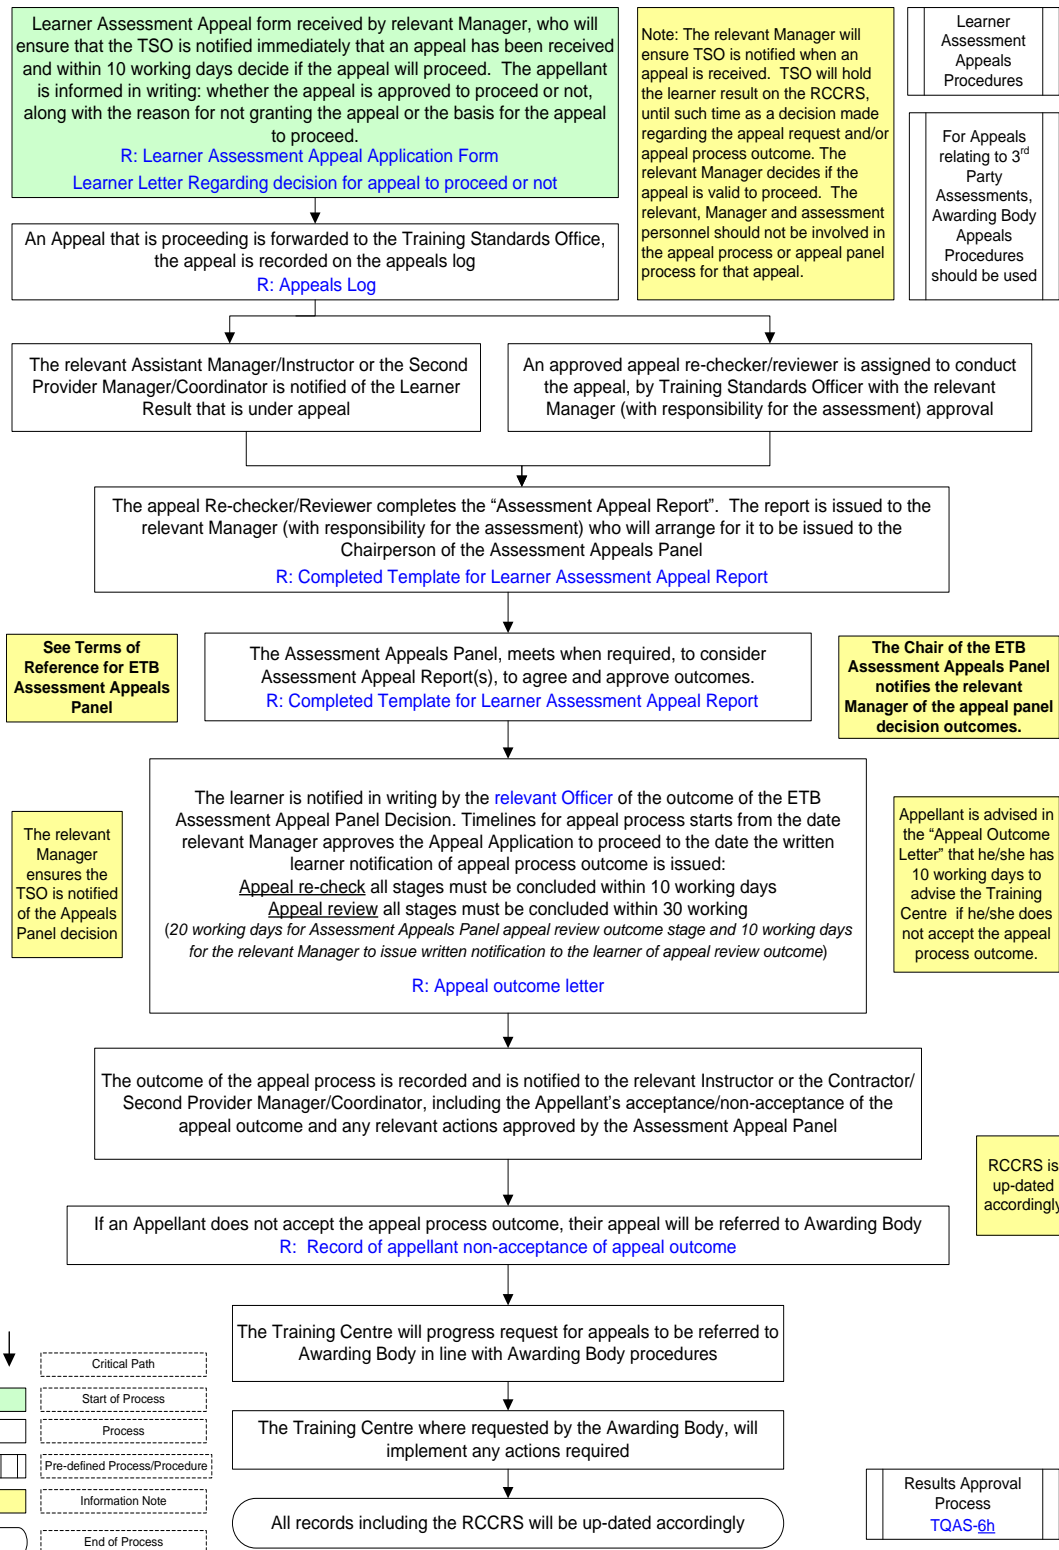 Learner Assessment Appeal form received by relevant Manager, who will
ensure that the TSO is notified immediately that an appeal has been received
and within 10 working days decide if the appeal will proceed.  The appellant
is informed in writing: whether the appeal is approved to proceed or not,
along with the reason for not granting the appeal or the basis for the appeal
to proceed.
R: Learner Assessment Appeal Application Form
Learner Letter Regarding decision for appeal to proceed or not
Note: The relevant Manager will
ensure TSO is notified when an
appeal is received.  TSO will hold
the learner result on the RCCRS,
until such time as a decision made
regarding the appeal request and/or
appeal process outcome. The
relevant Manager decides if the
appeal is valid to proceed.  The
relevant, Manager and assessment
personnel should not be involved in
the appeal process or appeal panel
process for that appeal.
Learner
Assessment
Appeals
Procedures
For Appeals
relating to 3rd
Party
Assessments,
Awarding Body
Appeals
Procedures
should be used
An Appeal that is proceeding is forwarded to the Training Standards Office,
the appeal is recorded on the appeals log
R: Appeals Log
The relevant Assistant Manager/Instructor or the Second
Provider Manager/Coordinator is notified of the Learner
Result that is under appeal
An approved appeal re-checker/reviewer is assigned to conduct
the appeal, by Training Standards Officer with the relevant
Manager (with responsibility for the assessment) approval
The appeal Re-checker/Reviewer completes the “Assessment Appeal Report”.  The report is issued to the
relevant Manager (with responsibility for the assessment) who will arrange for it to be issued to the
Chairperson of the Assessment Appeals Panel
R: Completed Template for Learner Assessment Appeal Report
See Terms of
Reference for ETB
Assessment Appeals
Panel
The Assessment Appeals Panel, meets when required, to consider
Assessment Appeal Report(s), to agree and approve outcomes.
R: Completed Template for Learner Assessment Appeal Report
The Chair of the ETB
Assessment Appeals Panel
notifies the relevant
Manager of the appeal panel
decision outcomes.
The relevant
Manager
ensures the
TSO is notified
of the Appeals
Panel decision
The learner is notified in writing by the relevant Officer of the outcome of the ETB
Assessment Appeal Panel Decision. Timelines for appeal process starts from the date
relevant Manager approves the Appeal Application to proceed to the date the written
learner notification of appeal process outcome is issued:
Appeal re-check all stages must be concluded within 10 working days
Appeal review all stages must be concluded within 30 working
(20 working days for Assessment Appeals Panel appeal review outcome stage and 10 working days
for the relevant Manager to issue written notification to the learner of appeal review outcome)
R: Appeal outcome letter
Appellant is advised in
the “Appeal Outcome
Letter” that he/she has
10 working days to
advise the Training
Centre  if he/she does
not accept the appeal
process outcome.
The outcome of the appeal process is recorded and is notified to the relevant Instructor or the Contractor/
Second Provider Manager/Coordinator, including the Appellant’s acceptance/non-acceptance of the
appeal outcome and any relevant actions approved by the Assessment Appeal Panel
RCCRS is
up-dated
accordingly
If an Appellant does not accept the appeal process outcome, their appeal will be referred to Awarding Body
R:  Record of appellant non-acceptance of appeal outcome
The Training Centre will progress request for appeals to be referred to
Awarding Body in line with Awarding Body procedures
The Training Centre where requested by the Awarding Body, will
implement any actions required
All records including the RCCRS will be up-dated accordingly
Critical Path
Start of Process
Process
Pre-defined Process/Procedure
Information Note
End of Process
Results Approval
Process
TQAS-6h